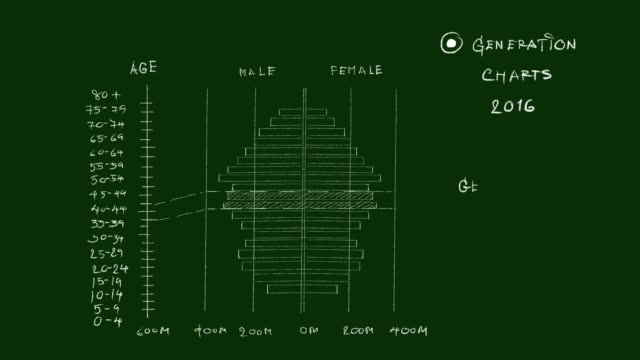 GENERATION
CHARTS
2016
GE
AGE
MALE
FEMALE
80+
75-79
70-74
65-69
60-64
55-59
50-54
45-49
40-44
35-39
30-34
25-29
20-24
15-19
10-14
5-9
0-4
600M 400M 200M 0M 200M 400M